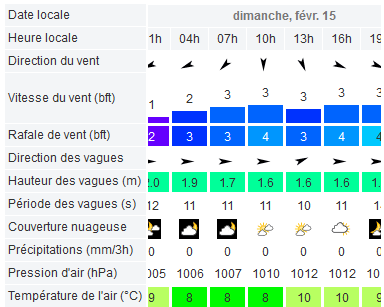 Date locale dimanche, févr. 15
Heure locale 1h 04h 07h 10h 13h 16h 19
Direction du vent
Vitesse du vent (bft) 1 2 3 3 3 3 3
Rafale de vent (bft) 2 3 3 4 3 4 4
Direction des vagues
Hauteur des vagues (m) 2.0 1.9 1.7 1.6 1.6 1.6 1.
Période des vagues (s) 12 11 11 11 10 11 1
Couverture nuageuse
Précipitations (mm/3h) 0 0 0 0 0 0 0
Pression d'air (hPa) 005 1006 1007 1010 1012 1012 10
Température de l'air (°C) 9 8 8 8 10 10 9